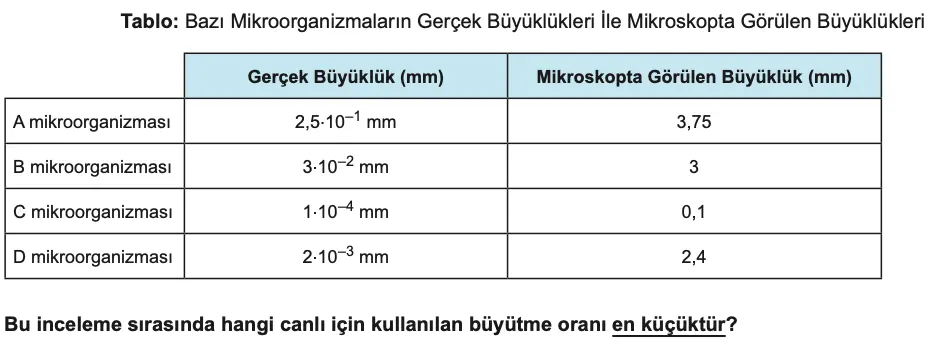 Tablo: Bazı Mikroorganizmaların Gerçek Büyüklükleri İle Mikroskopta Görülen Büyüklükleri
Gerçek Büyüklük (mm) Mikroskopta Görülen Büyüklük (mm)
A mikroorganizması 2,5·10⁻¹ mm 3,75
B mikroorganizması 3·10⁻² mm 3
C mikroorganizması 1·10⁻⁴ mm 0,1
D mikroorganizması 2·10⁻³ mm 2,4
Bu inceleme sırasında hangi canlı için kullanılan büyütme oranı en küçüktür?